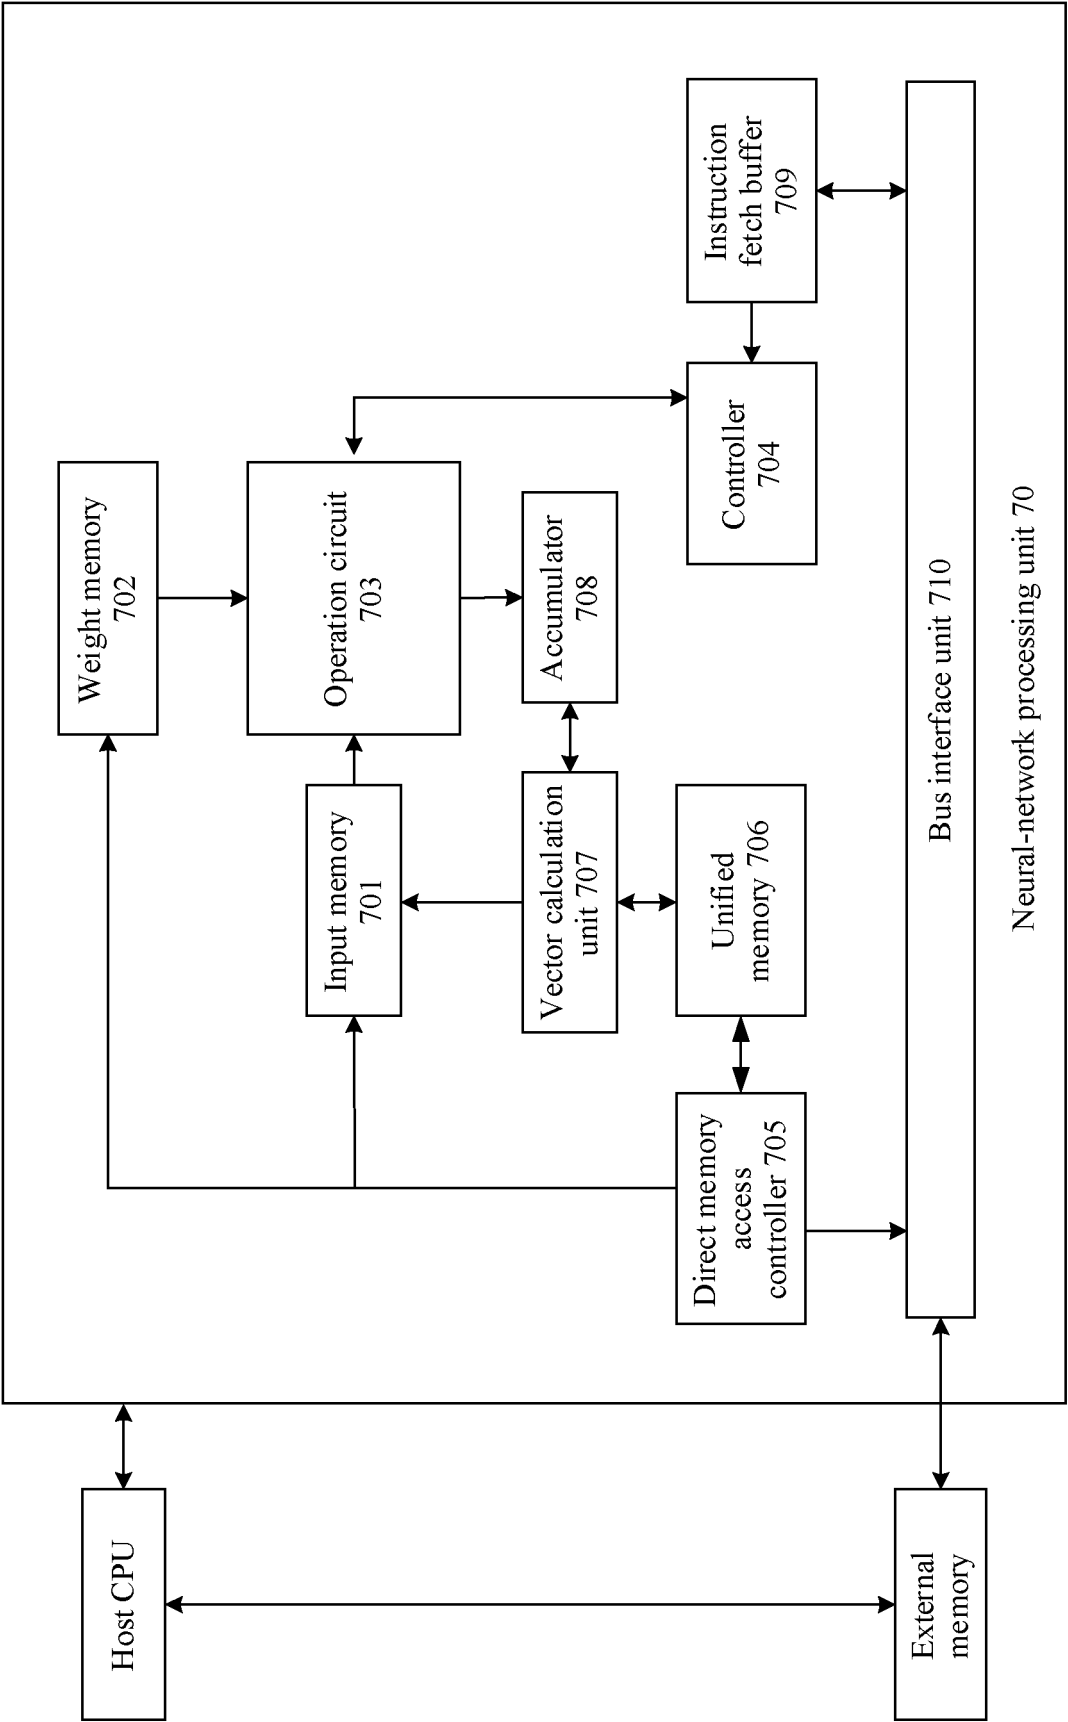 Host CPU
External
memory
Weight memory
702
Input memory
701
Operation circuit
703
Vector calculation
unit 707
Accumulator
708
Direct memory
access
controller 705
Unified
memory 706
Controller
704
Instruction
fetch buffer
709
Bus interface unit 710
Neural-network processing unit 70